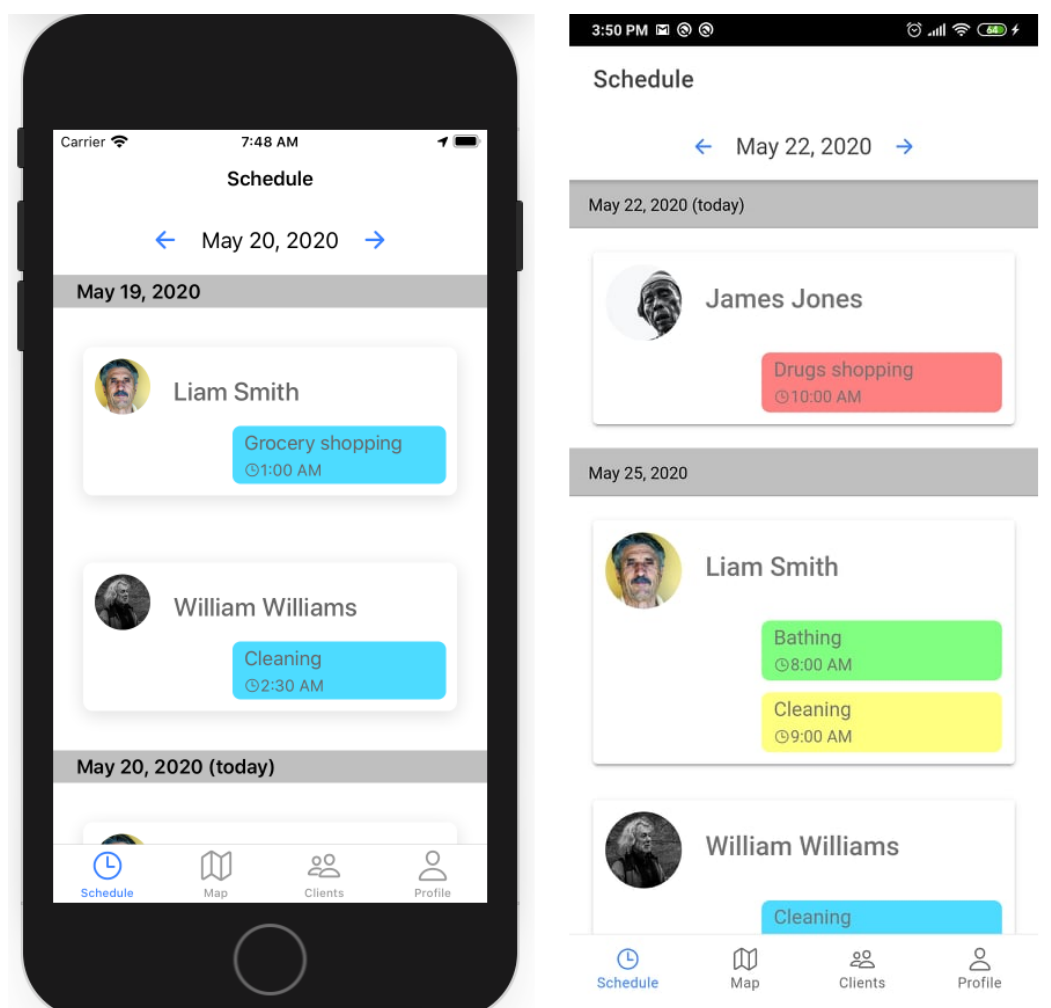 Carrier
7:48 AM
Schedule
May 20, 2020
May 19, 2020
Liam Smith
Grocery shopping
1:00 AM
William Williams
Cleaning
2:30 AM
May 20, 2020 (today)
Schedule
Map
Clients
Profile
3:50 PM
64
Schedule
May 22, 2020
May 22, 2020 (today)
James Jones
Drugs shopping
10:00 AM
May 25, 2020
Liam Smith
Bathing
8:00 AM
Cleaning
9:00 AM
William Williams
Cleaning
Schedule
Map
Clients
Profile